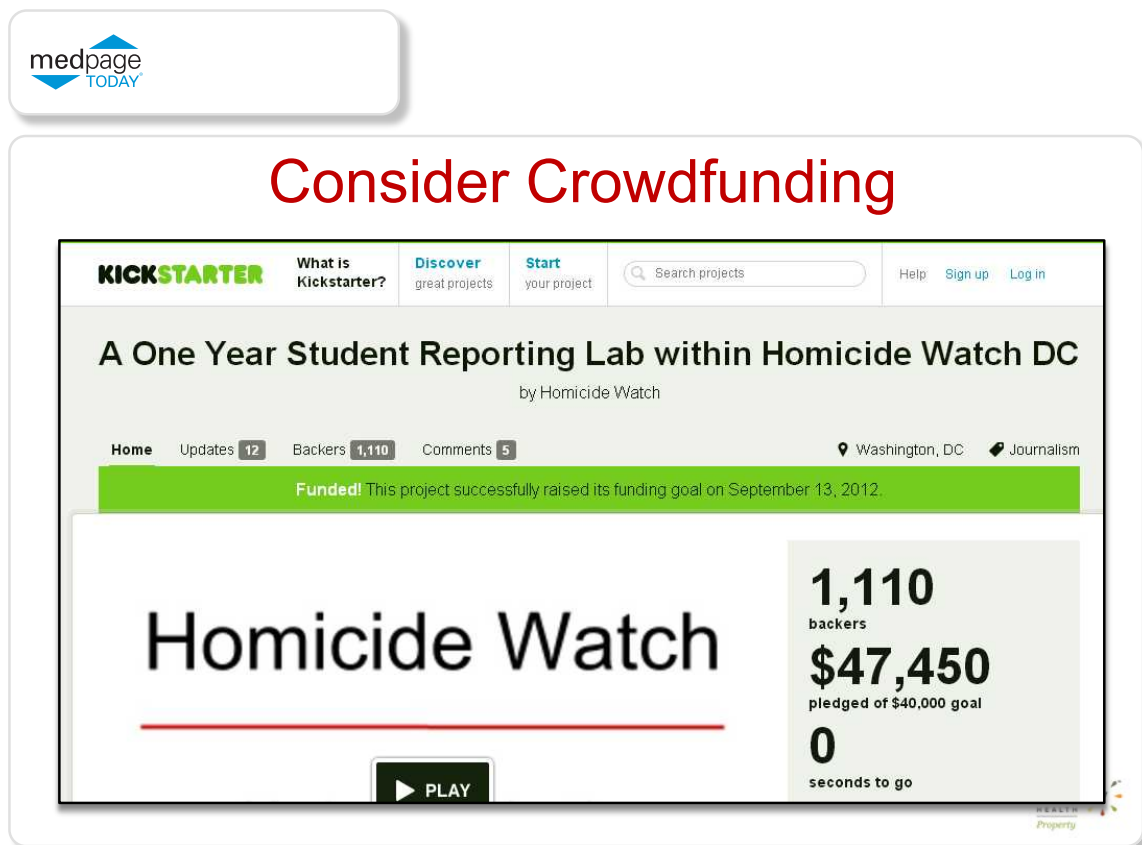 medpage
TODAY
Consider Crowdfunding
KICKSTARTER
What is
Kickstarter?
Discover
great projects
Start
your project
Search projects
Help Sign up Log in
A One Year Student Reporting Lab within Homicide Watch DC
by Homicide Watch
Home Updates 12 Backers 1,110 Comments 5 Washington, DC Journalism
Funded! This project successfully raised its funding goal on September 13, 2012.
Homicide Watch
PLAY
1,110
backers
$47,450
pledged of $40,000 goal
0
seconds to go
HEALTH
Property